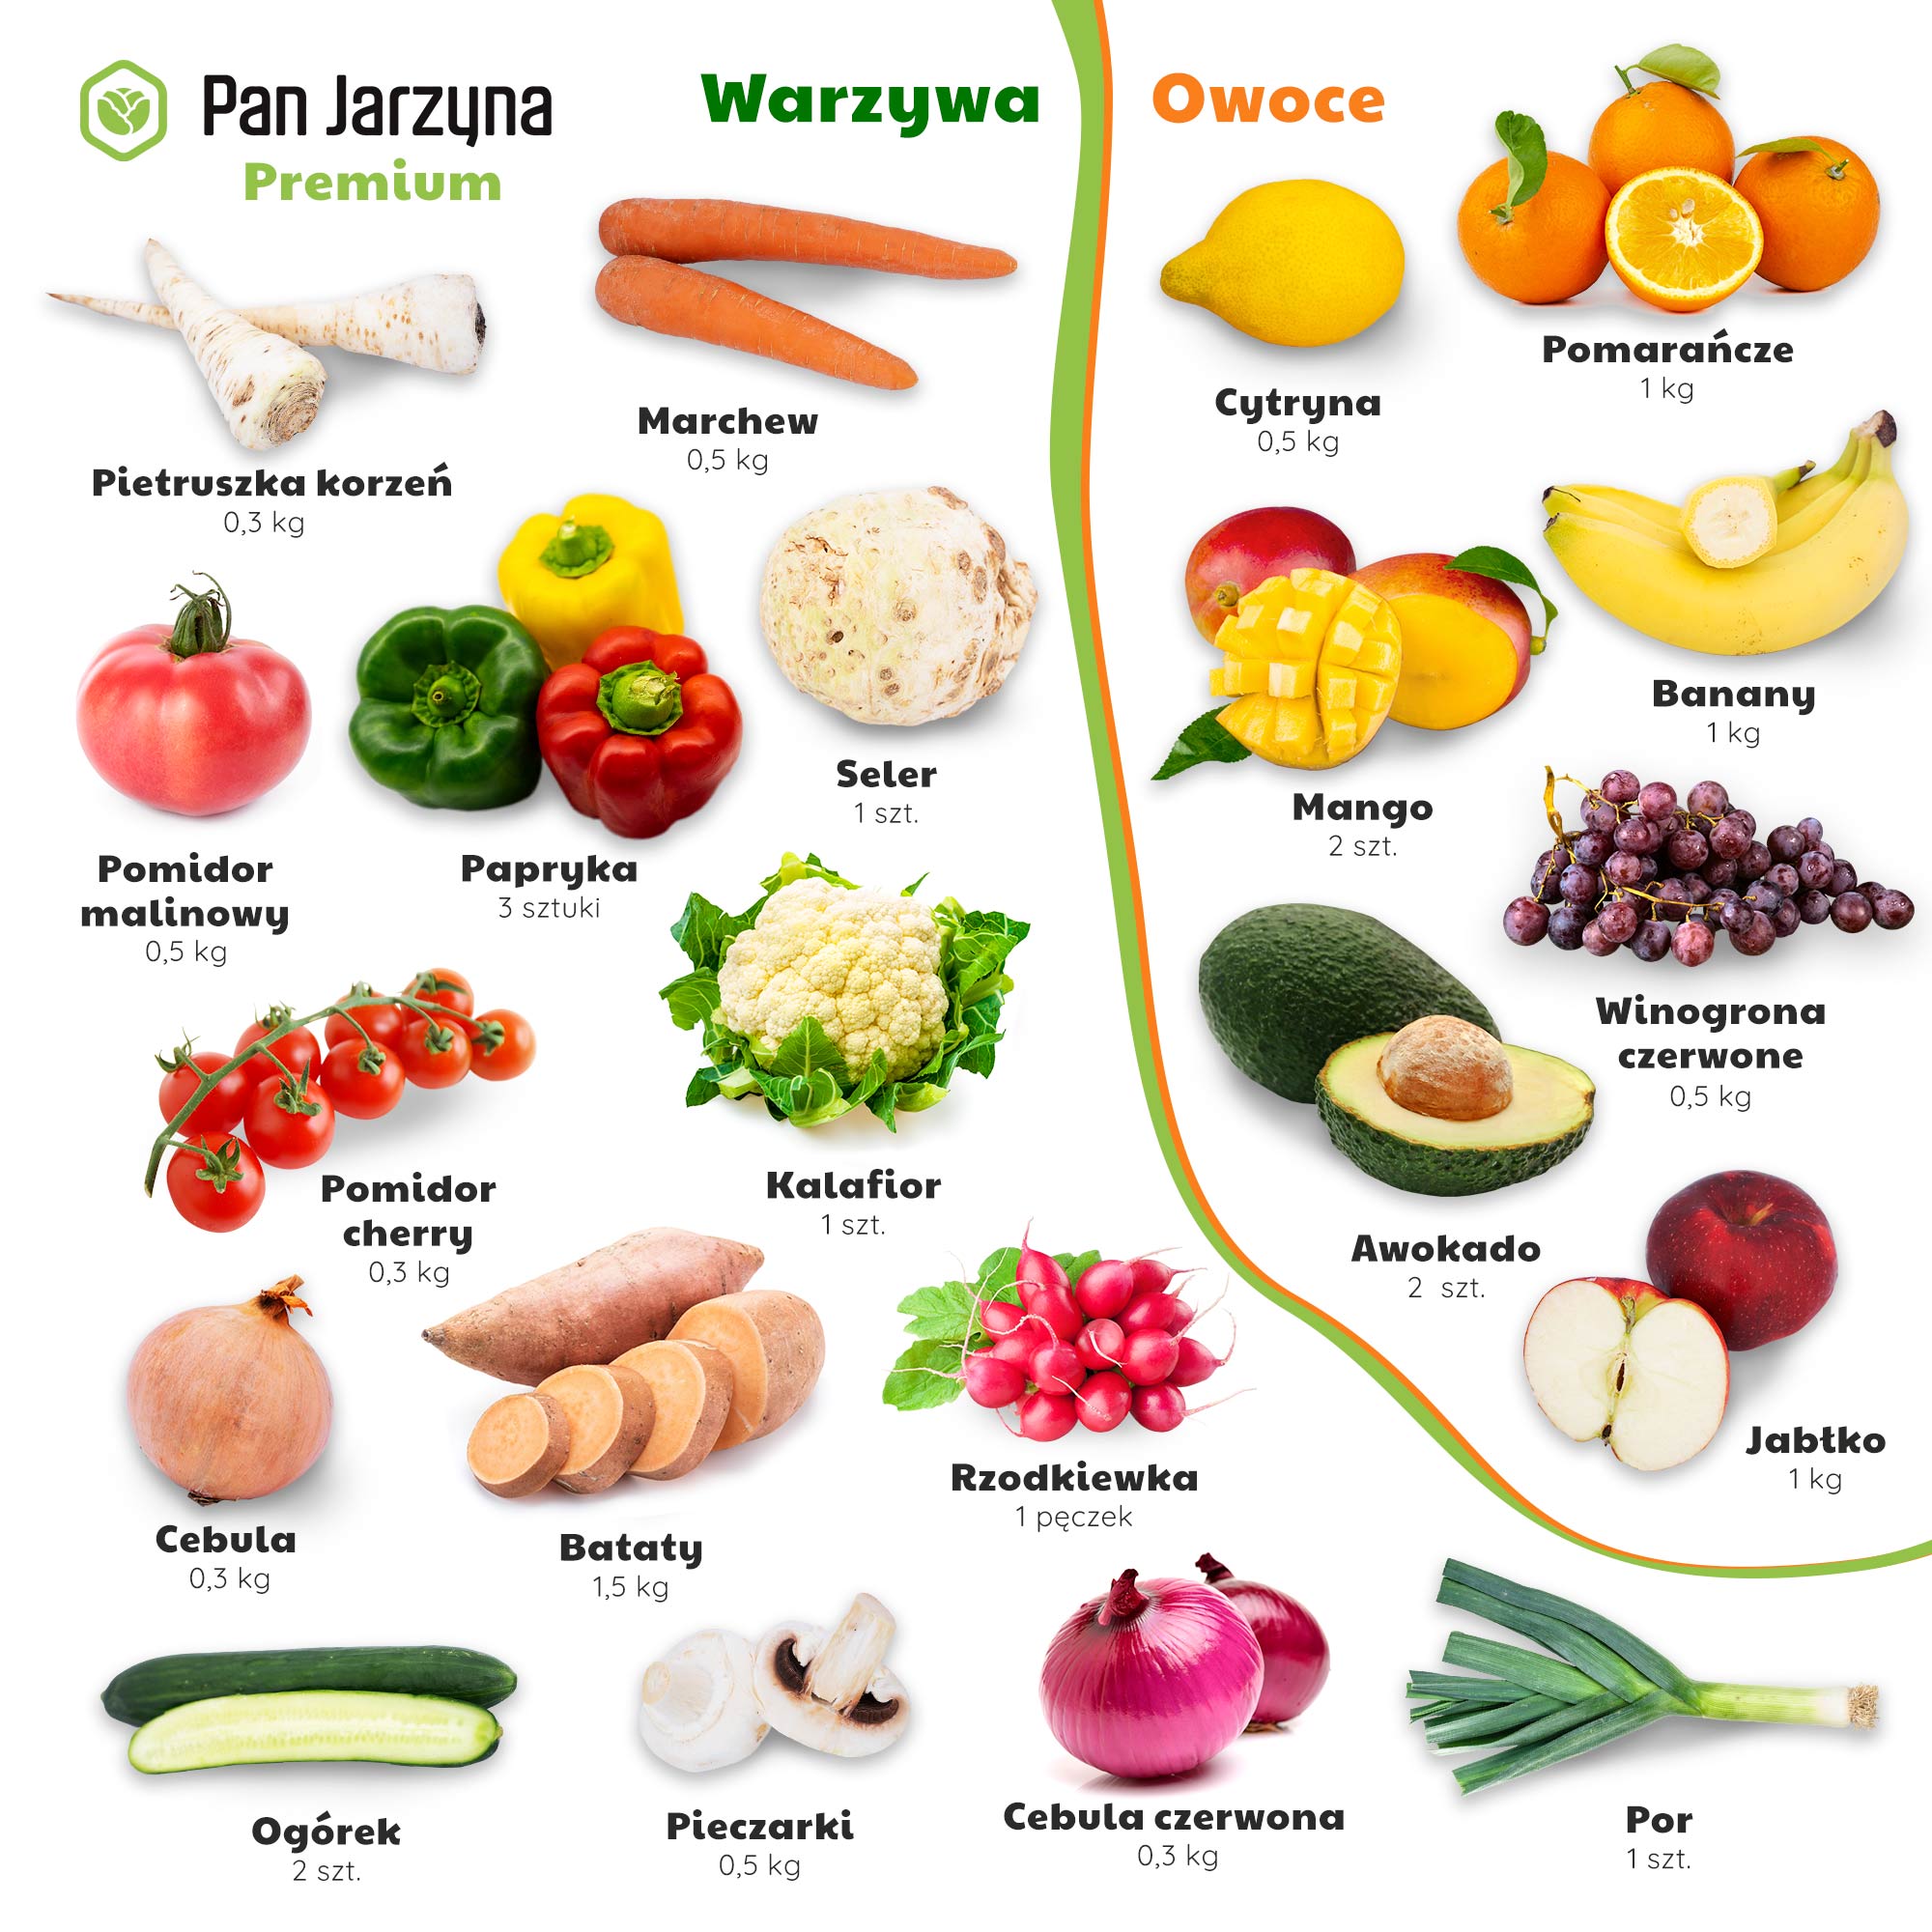 Pan Jarzyna
Premium
Warzywa
Pietruszka korzeń
0,3 kg
Marchew
0,5 kg
Pomidor
malinowy
0,5 kg
Papryka
3 sztuki
Seler
1 szt.
Pomidor
cherry
0,3 kg
Kalafior
1 szt.
Cebula
0,3 kg
Bataty
1,5 kg
Rzodkiewka
1 pęczek
Ogórek
2 szt.
Pieczarki
0,5 kg
Cebula czerwona
0,3 kg
Por
1 szt.
Owoce
Cytryna
0,5 kg
Pomarańcze
1 kg
Mango
2 szt.
Banany
1 kg
Winogrona
czerwone
0,5 kg
Awokado
2 szt.
Jabłko
1 kg